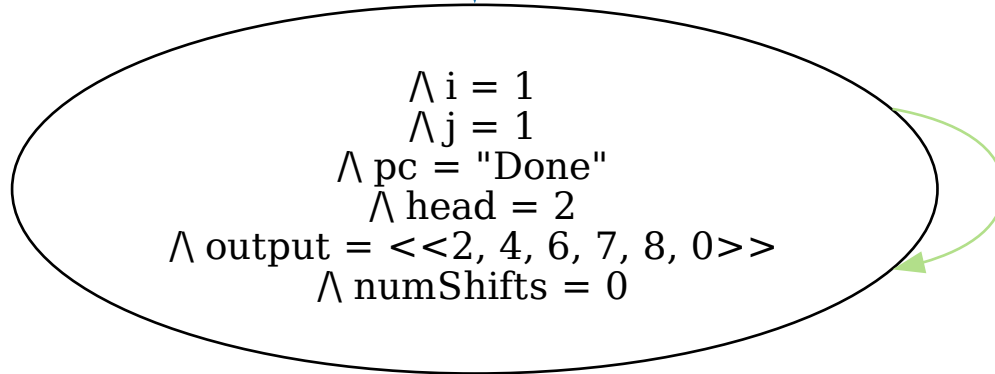 /\ i = 1
/\ j = 1
/\ pc = "Done"
/\ head = 2
/\ output = <<2, 4, 6, 7, 8, 0>>
/\ numShifts = 0